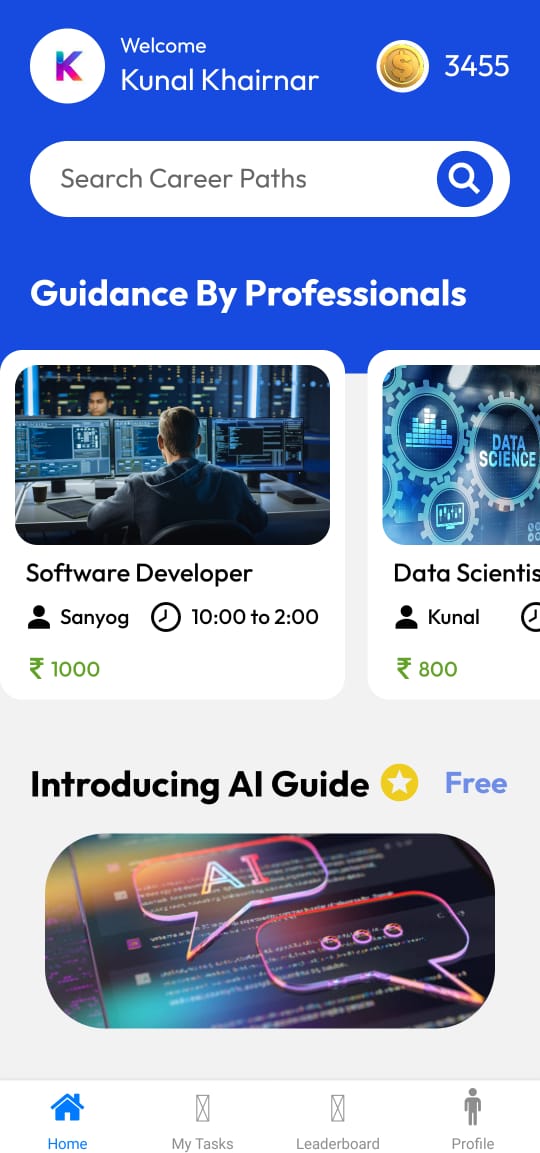 K
Welcome
Kunal Khairnar
3455
Search Career Paths
Guidance By Professionals
DATA
SCIENCE
Software Developer
Sanyog
10:00 to 2:00
₹ 1000
Data Scientis
Kunal
₹ 800
Introducing AI Guide
Free
AI
Home
My Tasks
Leaderboard
Profile